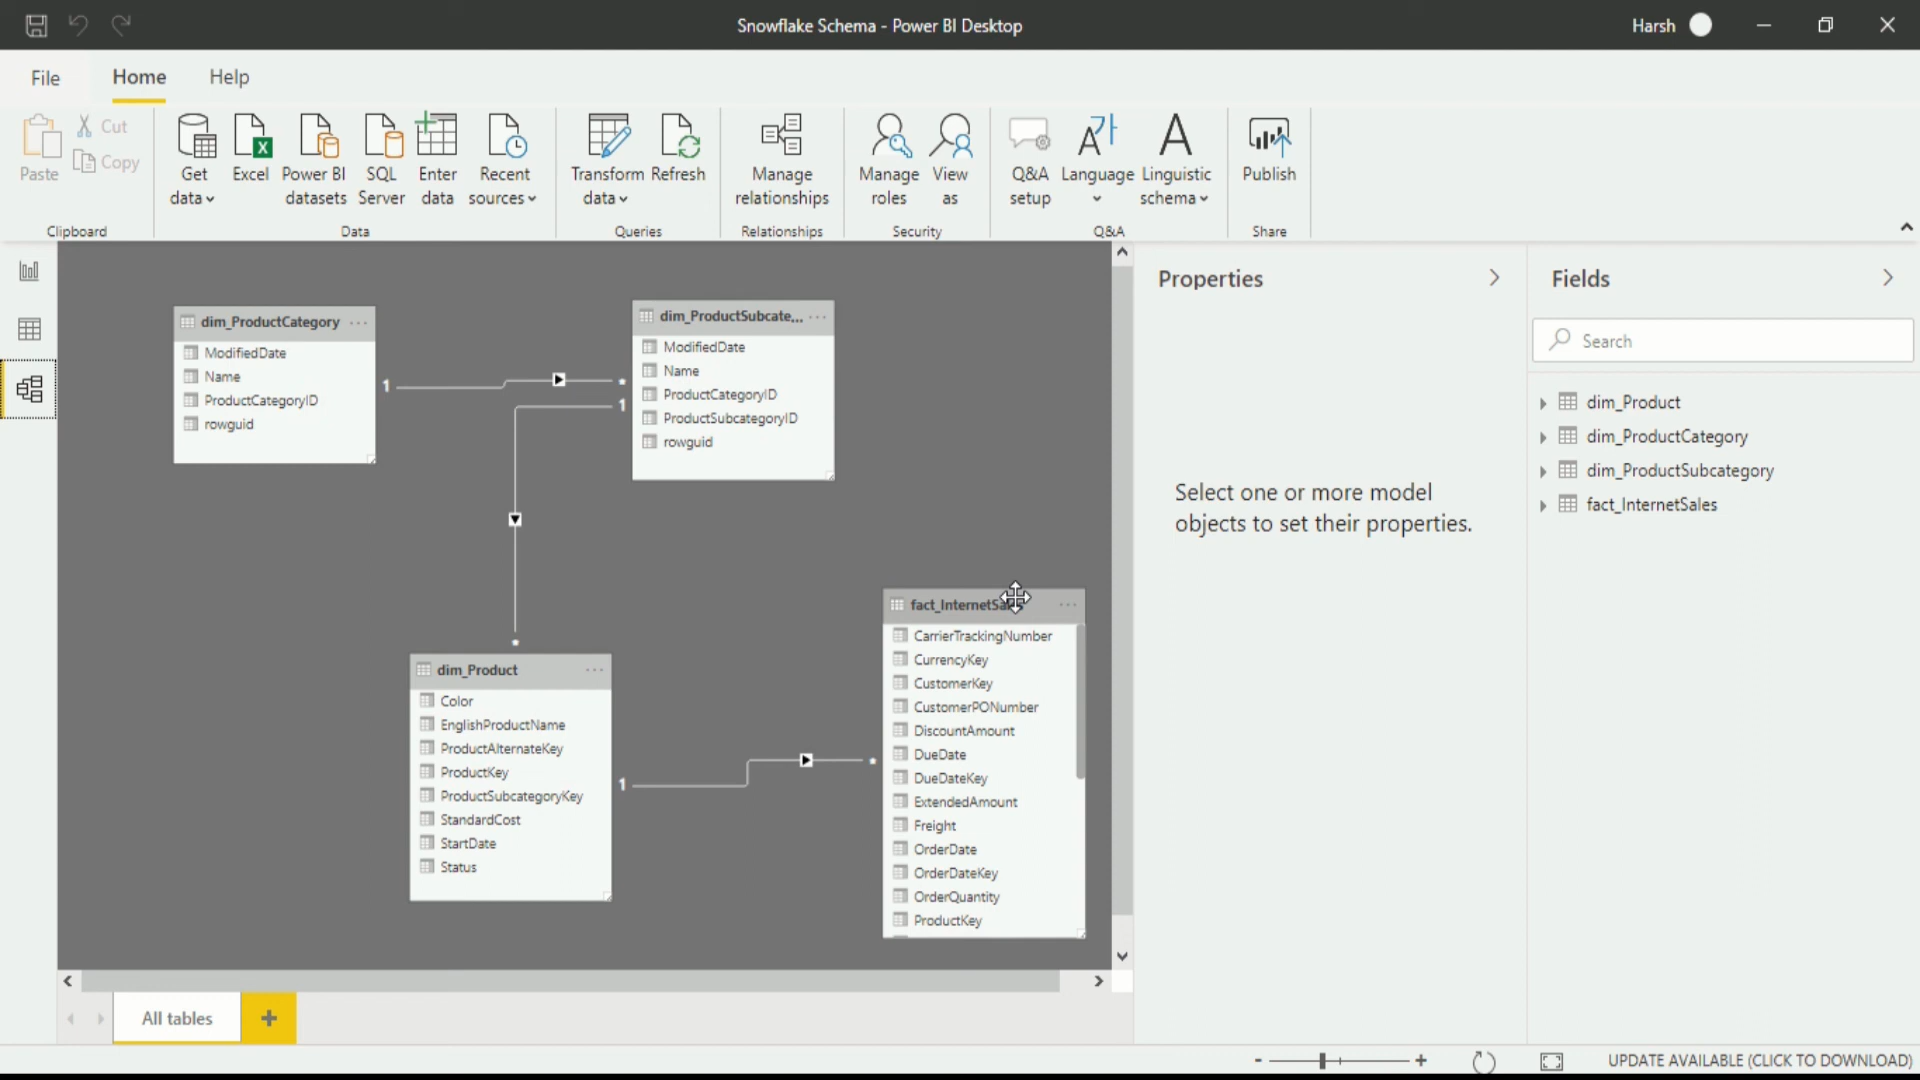 Snowflake Schema - Power BI Desktop
Harsh
File
Home
Help
Paste
Cut
Copy
Clipboard
Get data
Excel
Power BI datasets
SQL Server
Enter data
Recent sources
Data
Transform data
Refresh
Queries
Manage relationships
Relationships
Manage roles
View as
Security
Q&A setup
Language
Linguistic schema
Q&A
Publish
Share
dim_ProductCategory
ModifiedDate
Name
ProductCategoryID
rowguid
1
*
1
*
dim_ProductSubcate...
ModifiedDate
Name
ProductCategoryID
ProductSubcategoryID
rowguid
dim_Product
Color
EnglishProductName
ProductAlternateKey
ProductKey
ProductSubcategoryKey
StandardCost
StartDate
Status
1
*
CarrierTrackingNumber
CurrencyKey
CustomerKey
CustomerPONumber
DiscountAmount
DueDate
DueDateKey
ExtendedAmount
Freight
OrderDate
OrderDateKey
OrderQuantity
ProductKey
Properties
Select one or more model
objects to set their properties.
Fields
Search
dim_Product
dim_ProductCategory
dim_ProductSubcategory
fact_InternetSales
All tables
UPDATE AVAILABLE (CLICK TO DOWNLOAD)